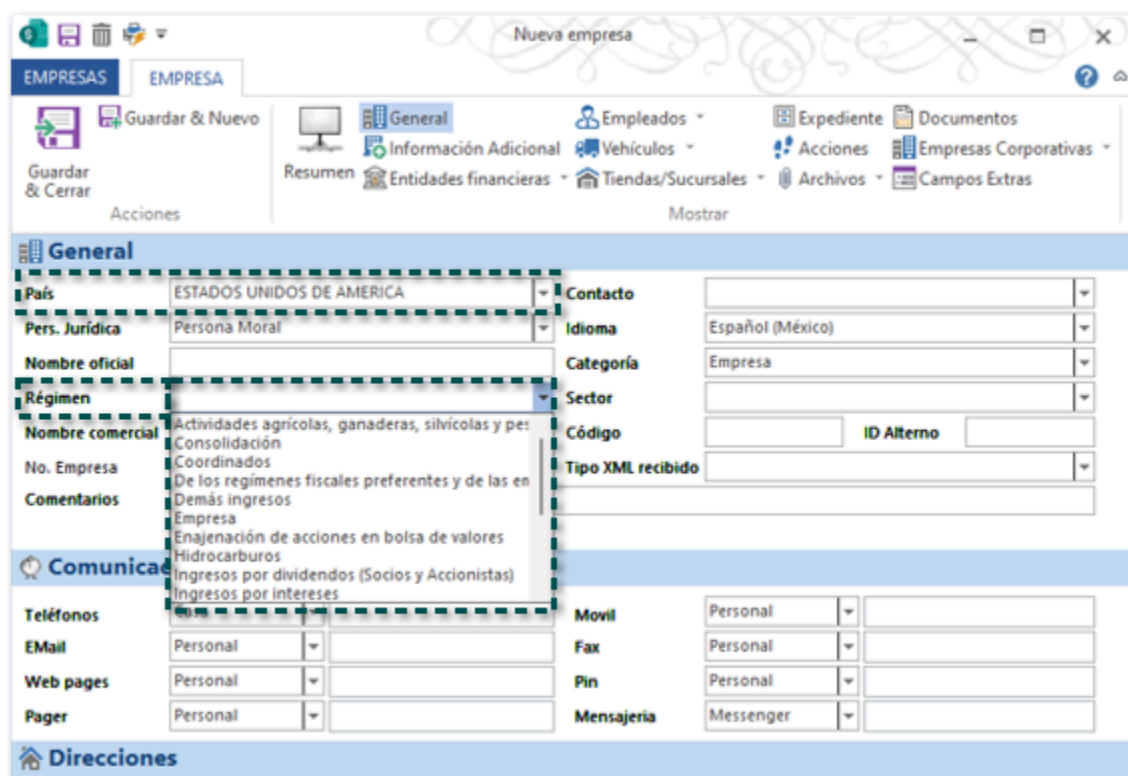 Nueva empresa
EMPRESAS EMPRESA
Guardar & Cerrar
Guardar & Nuevo
Acciones
Resumen
General
Información Adicional
Entidades financieras
Empleados
Vehículos
Tiendas/Sucursales
Expediente
Acciones
Archivos
Documentos
Empresas Corporativas
Campos Extras
Mostrar
General
País ESTADOS UNIDOS DE AMERICA Contacto
Pers. Jurídica Persona Moral Idioma Español (México)
Nombre oficial Categoría Empresa
Régimen Sector
Nombre comercial Código ID Alterno
No. Empresa Tipo XML recibido
Comentarios
Actividades agrícolas, ganaderas, silvícolas y pes
Consolidación
Coordinados
De los regímenes fiscales preferentes y de las en
Demás ingresos
Empresa
Enajenación de acciones en bolsa de valores
Hidrocarburos
Ingresos por dividendos (Socios y Accionistas)
Ingresos por intereses
Comunicac
Teléfonos Movil Personal
EMail Personal Fax Personal
Web pages Personal Pin Personal
Pager Personal Mensajeria Messenger
Direcciones